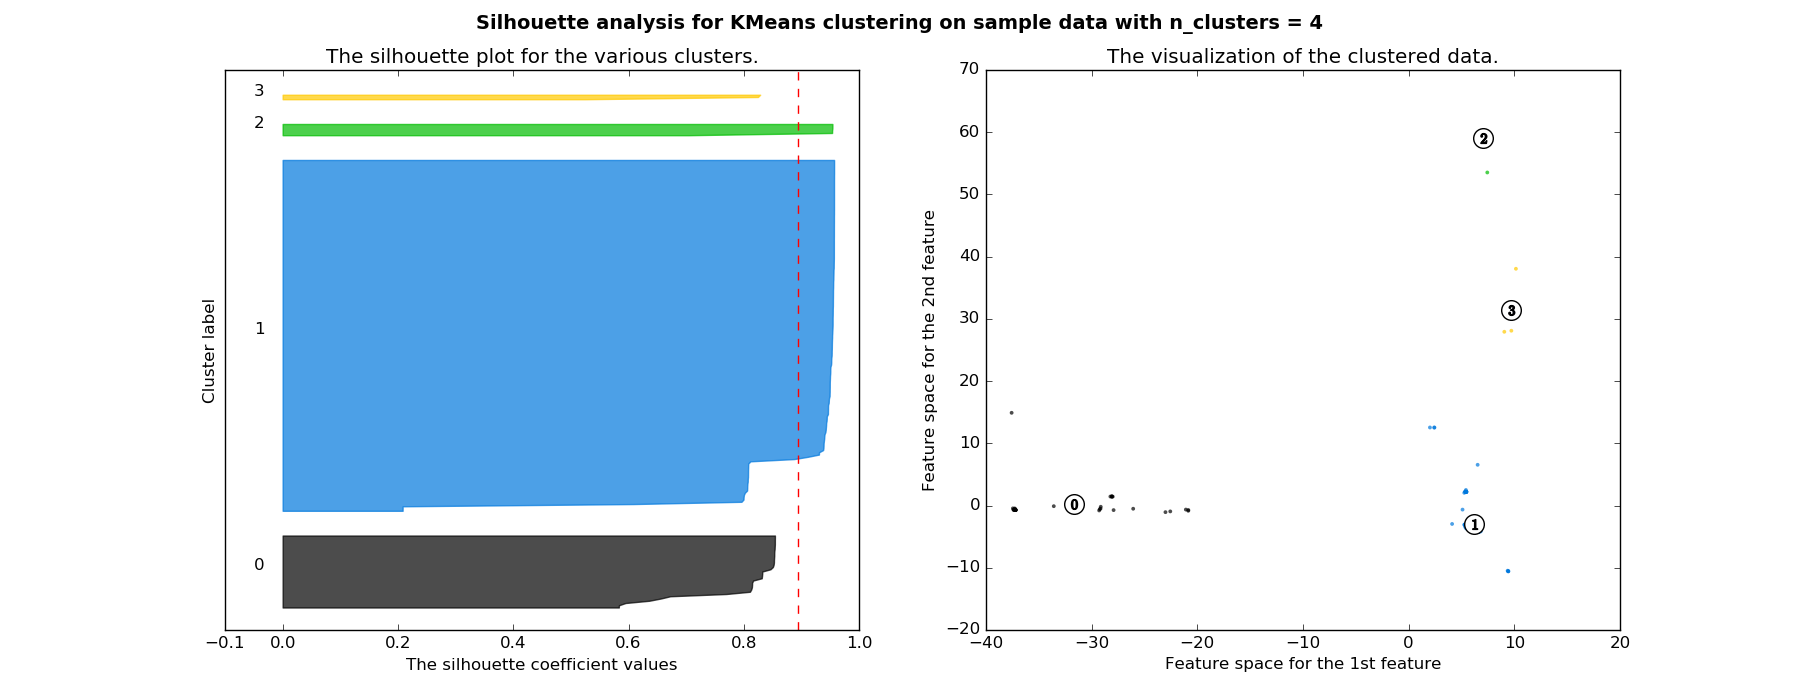 Silhouette analysis for KMeans clustering on sample data with n_clusters = 4
The silhouette plot for the various clusters.
3
2
1
0
Cluster label
−0.1 0.0 0.2 0.4 0.6 0.8 1.0
The silhouette coefficient values
The visualization of the clustered data.
70
60
50
40
30
20
10
0
−10
−20
Feature space for the 2nd feature
2
3
0
1
−40 −30 −20 −10 0 10 20
Feature space for the 1st feature